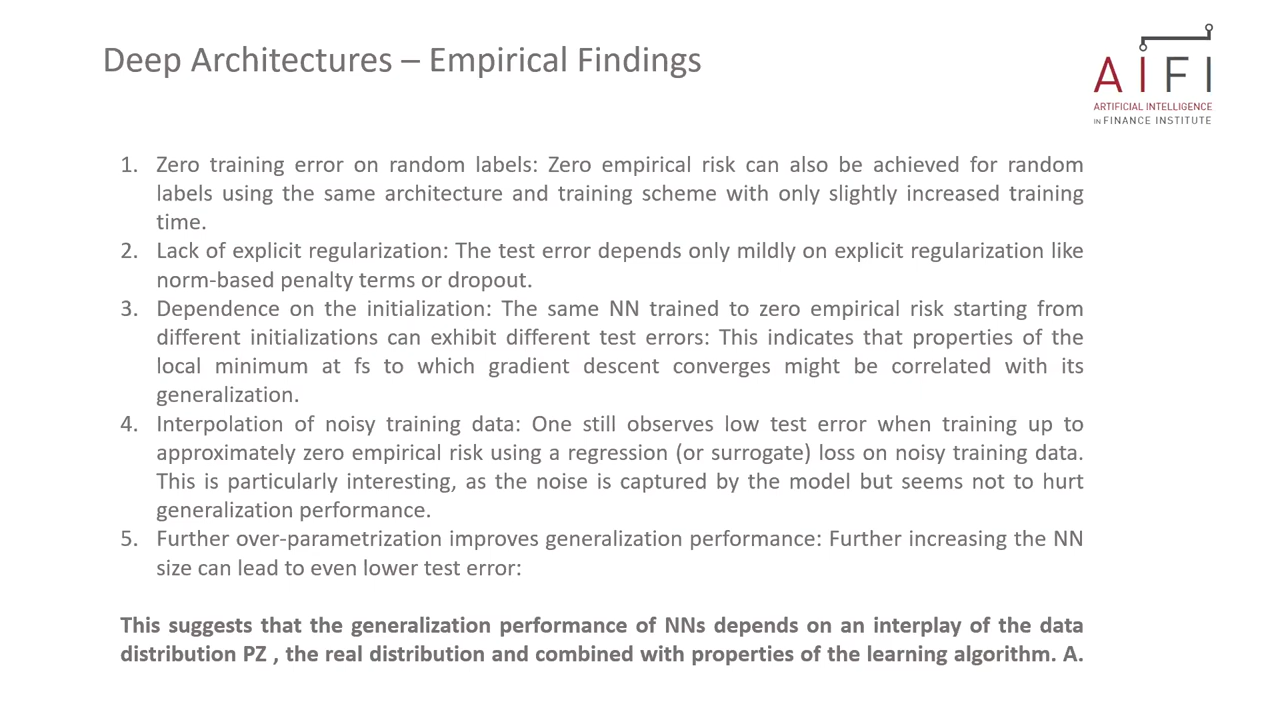 Deep Architectures – Empirical Findings
AIFI
ARTIFICIAL INTELLIGENCE
IN FINANCE INSTITUTE
1. Zero training error on random labels: Zero empirical risk can also be achieved for random
labels using the same architecture and training scheme with only slightly increased training
time.
2. Lack of explicit regularization: The test error depends only mildly on explicit regularization like
norm-based penalty terms or dropout.
3. Dependence on the initialization: The same NN trained to zero empirical risk starting from
different initializations can exhibit different test errors: This indicates that properties of the
local minimum at fs to which gradient descent converges might be correlated with its
generalization.
4. Interpolation of noisy training data: One still observes low test error when training up to
approximately zero empirical risk using a regression (or surrogate) loss on noisy training data.
This is particularly interesting, as the noise is captured by the model but seems not to hurt
generalization performance.
5. Further over-parametrization improves generalization performance: Further increasing the NN
size can lead to even lower test error:
This suggests that the generalization performance of NNs depends on an interplay of the data
distribution PZ , the real distribution and combined with properties of the learning algorithm. A.